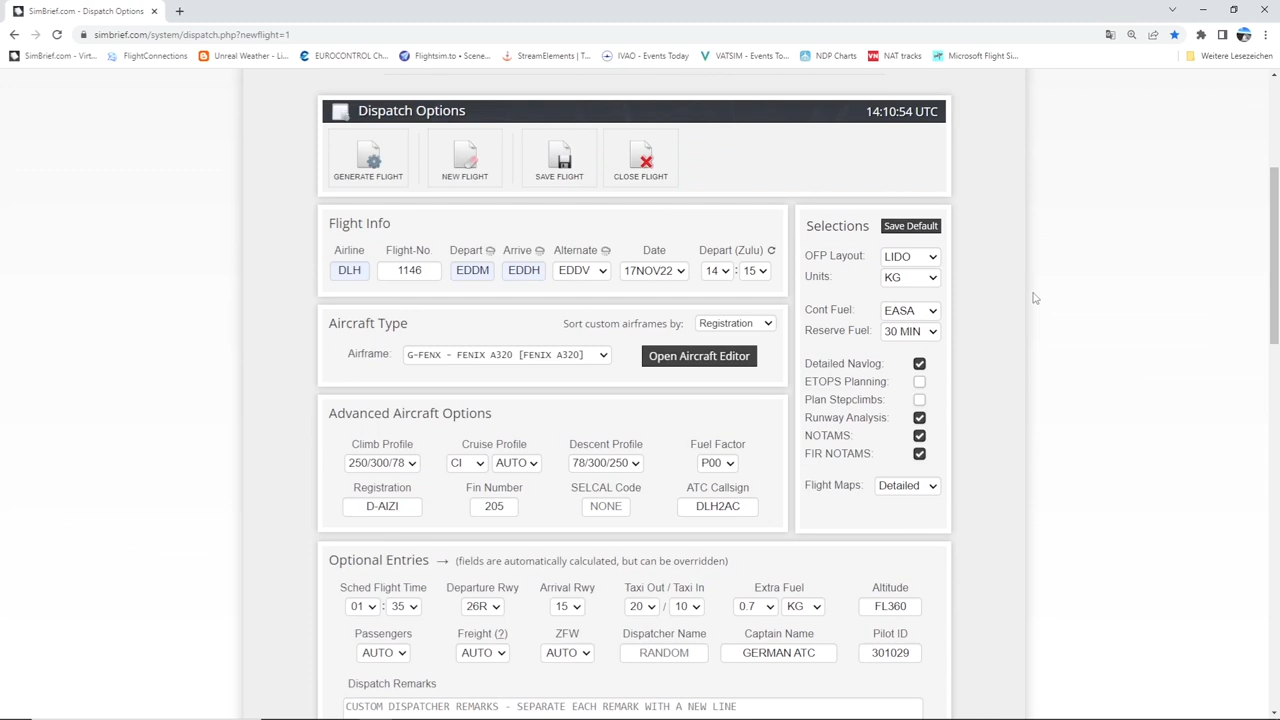 SimBrief.com - Dispatch Options
simbrief.com/system/dispatch.php?newflight=1
SimBrief.com - Virt... FlightConnections Unreal Weather - Li... EUROCONTROL Ch... Flightsim.to • Scene... StreamElements | T... IVAO - Events Today VATSIM - Events Tod... NDP Charts NAT tracks Microsoft Flight Si... Weitere Lesezeichen
Dispatch Options 14:10:54 UTC
GENERATE FLIGHT NEW FLIGHT SAVE FLIGHT CLOSE FLIGHT
Flight Info
Airline Flight-No Depart Arrive Alternate Date Depart (Zulu)
DLH 1146 EDDM EDDH EDDV 17NOV22 14 : 15
Aircraft Type Sort custom airframes by: Registration
Airframe: G-FENX - FENIX A320 [FENIX A320] Open Aircraft Editor
Advanced Aircraft Options
Climb Profile Cruise Profile Descent Profile Fuel Factor
250/300/78 CI AUTO 78/300/250 P00
Registration Fin Number SELCAL Code ATC Callsign
D-AIZI 205 NONE DLH2AC
Selections Save Default
OFP Layout: LIDO
Units: KG
Cont Fuel: EASA
Reserve Fuel: 30 MIN
Detailed Navlog:
ETOPS Planning:
Plan Stepclimbs:
Runway Analysis:
NOTAMS:
FIR NOTAMS:
Flight Maps: Detailed
Optional Entries → (fields are automatically calculated, but can be overridden)
Sched Flight Time Departure Rwy Arrival Rwy Taxi Out / Taxi In Extra Fuel Altitude
01 : 35 26R 15 20 / 10 0.7 KG FL360
Passengers Freight (?) ZFW Dispatcher Name Captain Name Pilot ID
AUTO AUTO AUTO RANDOM GERMAN ATC 301029
Dispatch Remarks
CUSTOM DISPATCHER REMARKS - SEPARATE EACH REMARK WITH A NEW LINE